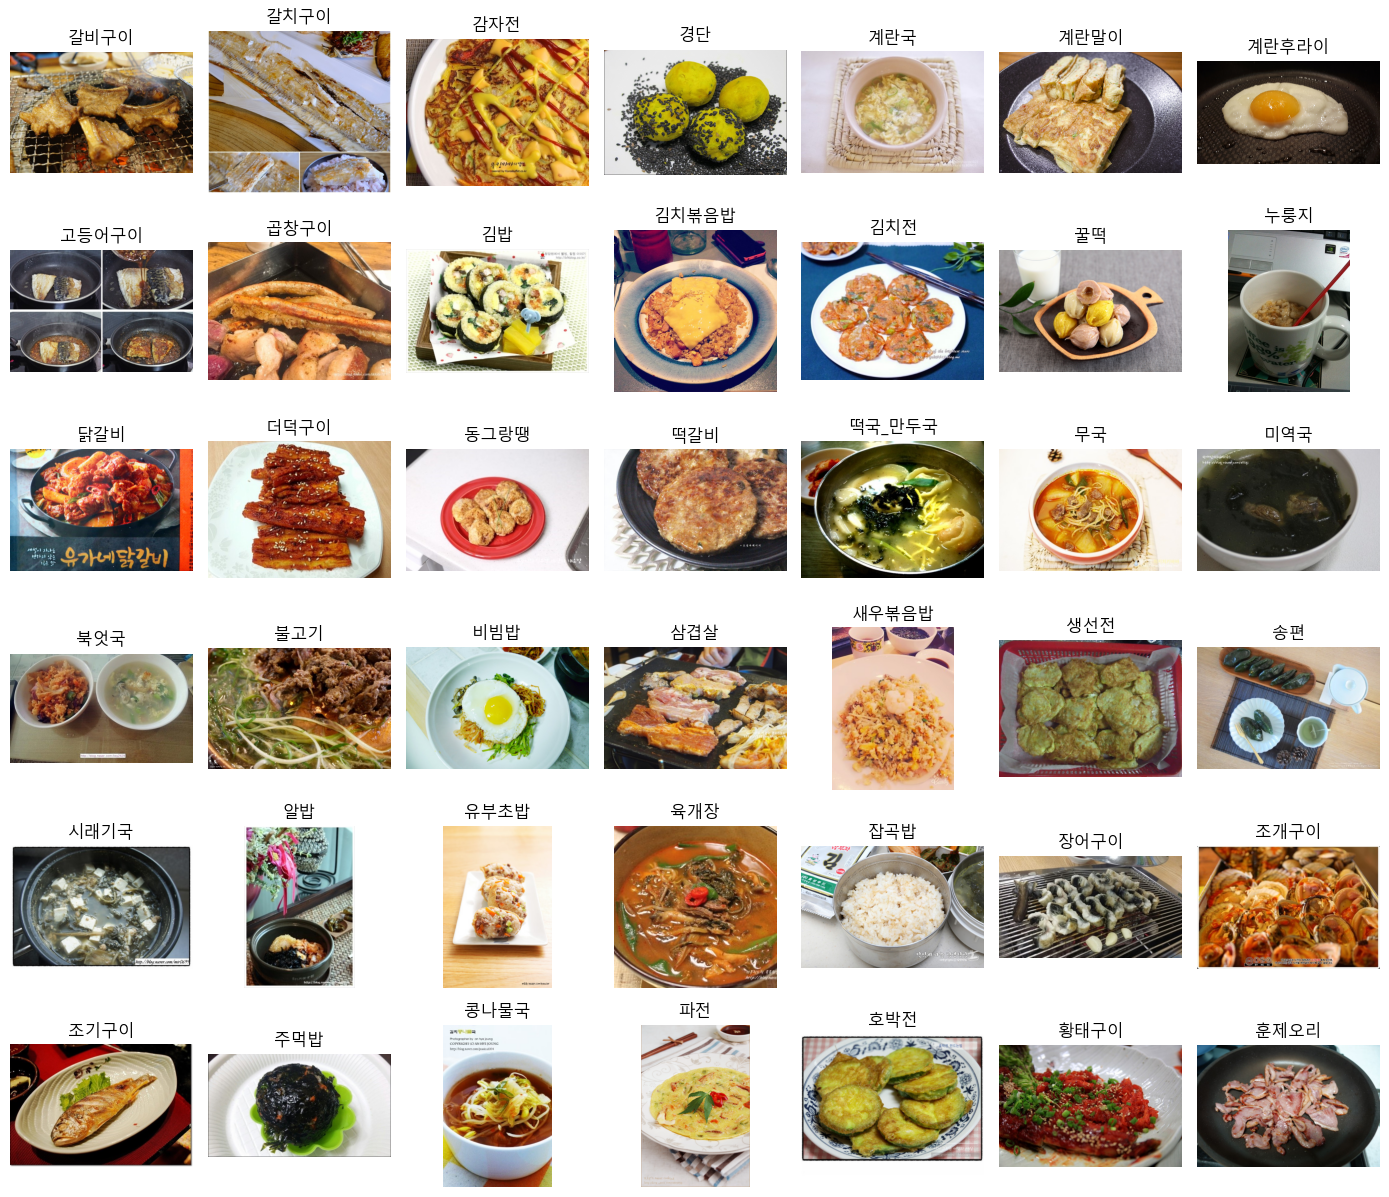 갈비구이
갈치구이
감자전
경단
계란국
계란말이
계란후라이
고등어구이
곱창구이
김밥
김치볶음밥
김치전
꿀떡
누룽지
닭갈비
더덕구이
동그랑땡
떡갈비
떡국_만두국
무국
미역국
유가네닭갈비
북엇국
불고기
비빔밥
삼겹살
새우볶음밥
생선전
송편
시래기국
알밥
유부초밥
육개장
잡곡밥
장어구이
조개구이
김
조기구이
주먹밥
콩나물국
파전
호박전
황태구이
훈제오리